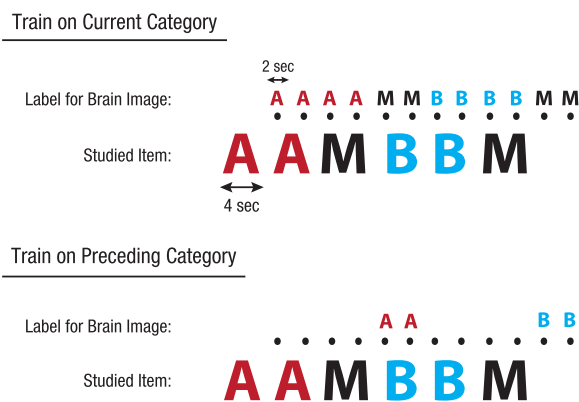 Train on Current Category
2 sec
Label for Brain Image: A A A A M M B B B B M M
Studied Item: A A M B B M
4 sec
Train on Preceding Category
Label for Brain Image: A A B B
Studied Item: A A M B B M